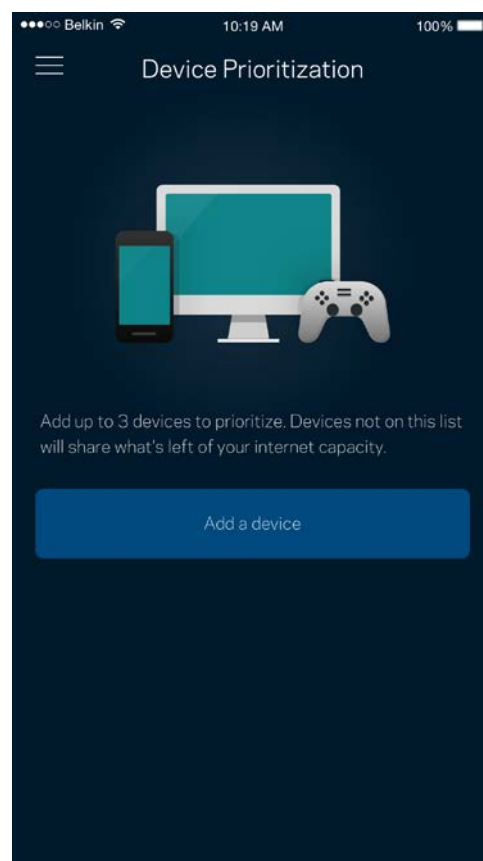 Belkin 10:19 AM 100%
Device Prioritization
Add up to 3 devices to prioritize. Devices not on this list
will share what's left of your internet capacity.
Add a device